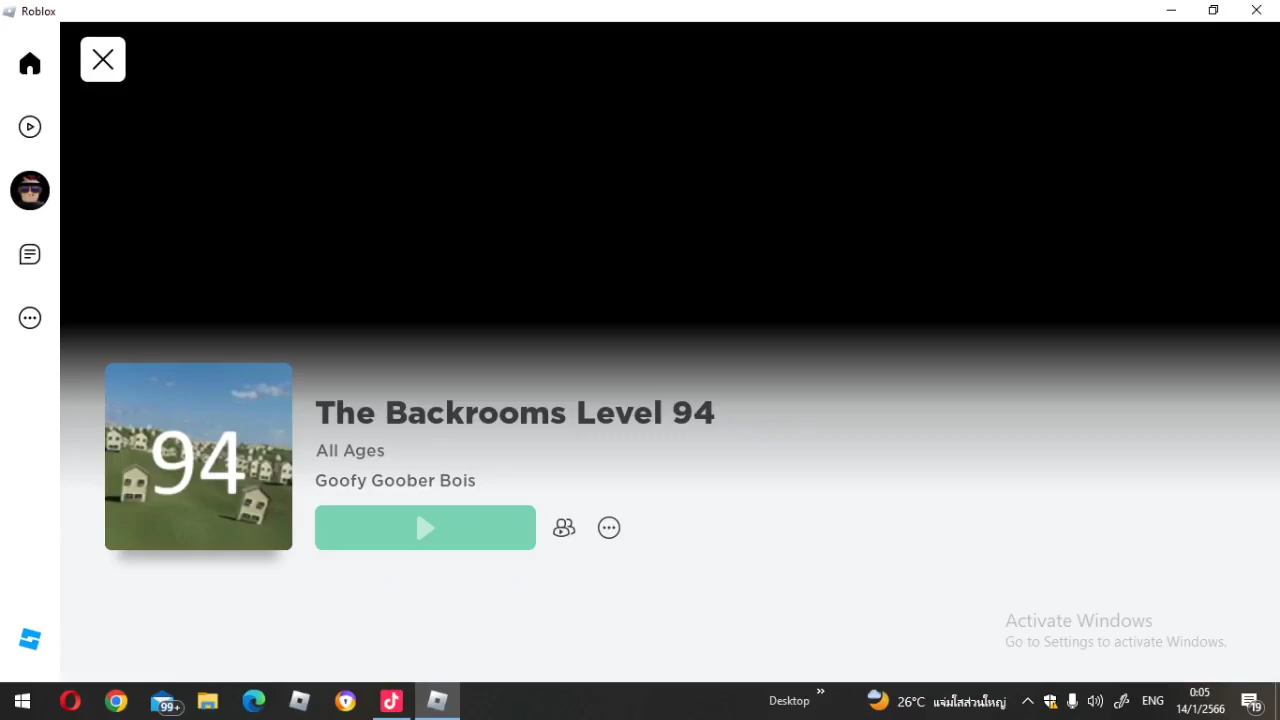 Roblox
94
The Backrooms Level 94
All Ages
Goofy Goober Bois
Activate Windows
Go to Settings to activate Windows.
99+
Desktop
26°C แจ่มใสส่วนใหญ่
ENG
0:05
14/1/2566
19